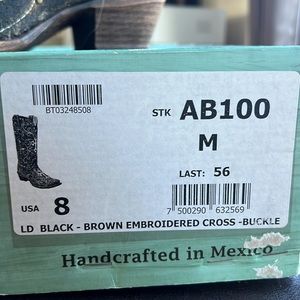 BT03248508
STK AB100
M
LAST: 56
USA 8
7 500290 632569
LD BLACK - BROWN EMBROIDERED CROSS -BUCKLE
Handcrafted in Mexico